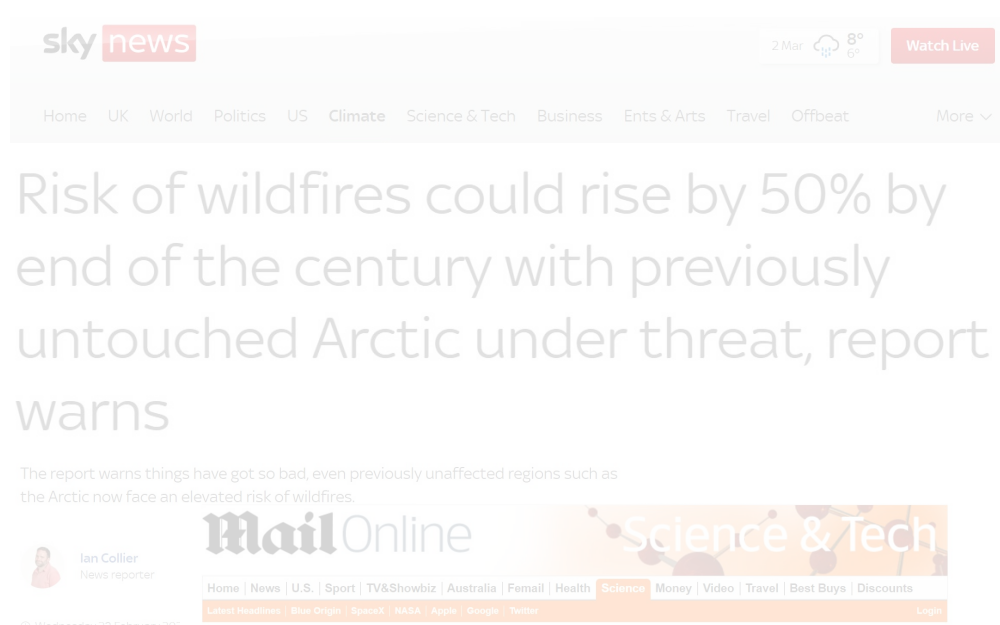 sky news
2 Mar 8° 6° Watch Live
Home UK World Politics US Climate Science & Tech Business Ents & Arts Travel Offbeat More
Risk of wildfires could rise by 50% by
end of the century with previously
untouched Arctic under threat, report
warns
The report warns things have got so bad, even previously unaffected regions such as
the Arctic now face an elevated risk of wildfires.
Mail Online Science & Tech
Ian Collier
News reporter
Home News U.S. Sport TV&Showbiz Australia Femail Health Science Money Video Travel Best Buys Discounts
Latest Headlines Blue Origin SpaceX NASA Apple Google Twitter Login